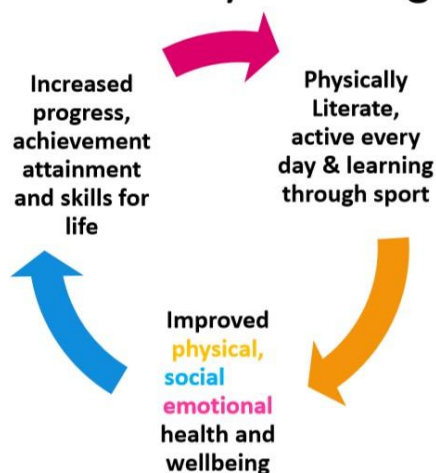 Increased
progress,
achievement
attainment
and skills for
life
Physically
Literate,
active every
day & learning
through sport
Improved
physical,
social
emotional
health and
wellbeing